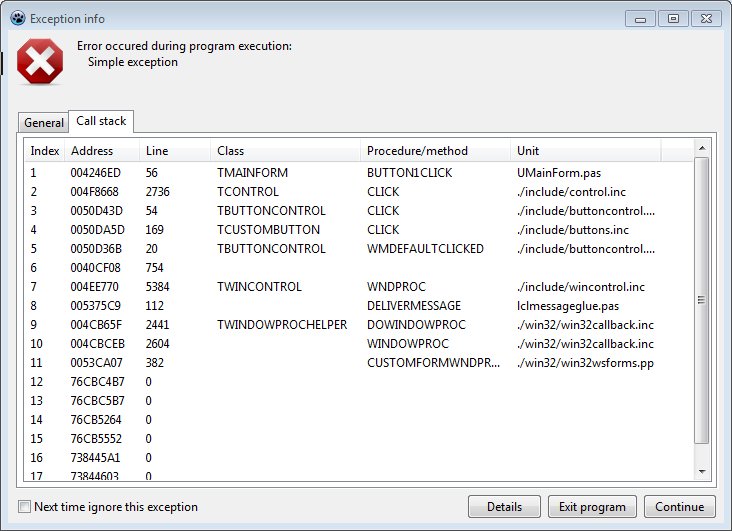 Exception info
Error occured during program execution:
Simple exception
General Call stack
Index Address Line Class Procedure/method Unit
1 004246ED 56 TMAINFORM BUTTON1CLICK UMainForm.pas
2 004F8668 2736 TCONTROL CLICK ./include/control.inc
3 0050D43D 54 TBUTTONCONTROL CLICK ./include/buttoncontrol....
4 0050DA5D 169 TCUSTOMBUTTON CLICK ./include/buttons.inc
5 0050D36B 20 TBUTTONCONTROL WMDEFAULTCLICKED ./include/buttoncontrol....
6 0040CF08 754
7 004EE770 5384 TWINCONTROL WNDPROC ./include/wincontrol.inc
8 005375C9 112 DELIVERMESSAGE lclmessageglue.pas
9 004CB65F 2441 TWINDOWPROCHELPER DOWINDOWPROC ./win32/win32callback.inc
10 004CBCEB 2604 WINDOWPROC ./win32/win32callback.inc
11 0053CA07 382 CUSTOMFORMWNDPR... ./win32/win32wsforms.pp
12 76CBC4B7 0
13 76CBC5B7 0
14 76CB5264 0
15 76CB5552 0
16 738445A1 0
17 73844603 0
Next time ignore this exception
Details Exit program Continue